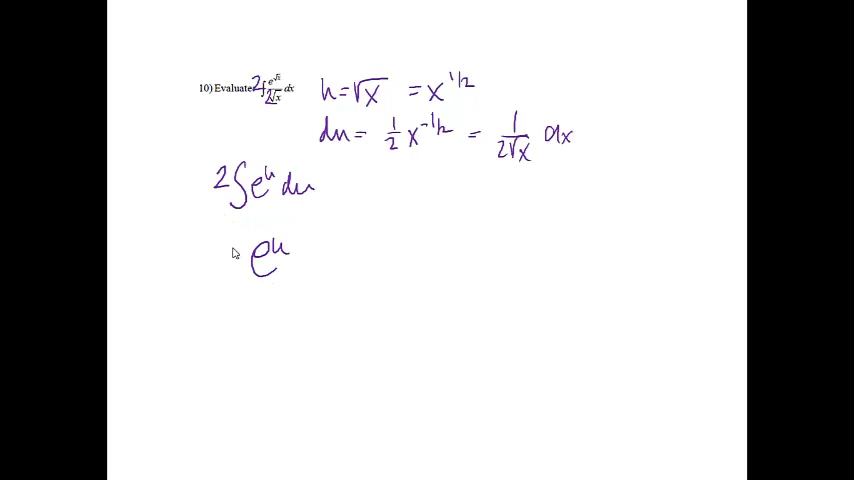 10) Evaluate 2∫ e^√x / 2√x dx
u = √x = x^1/2
du = 1/2 x^-1/2 = 1/2√x dx
2∫e^u du
e^u